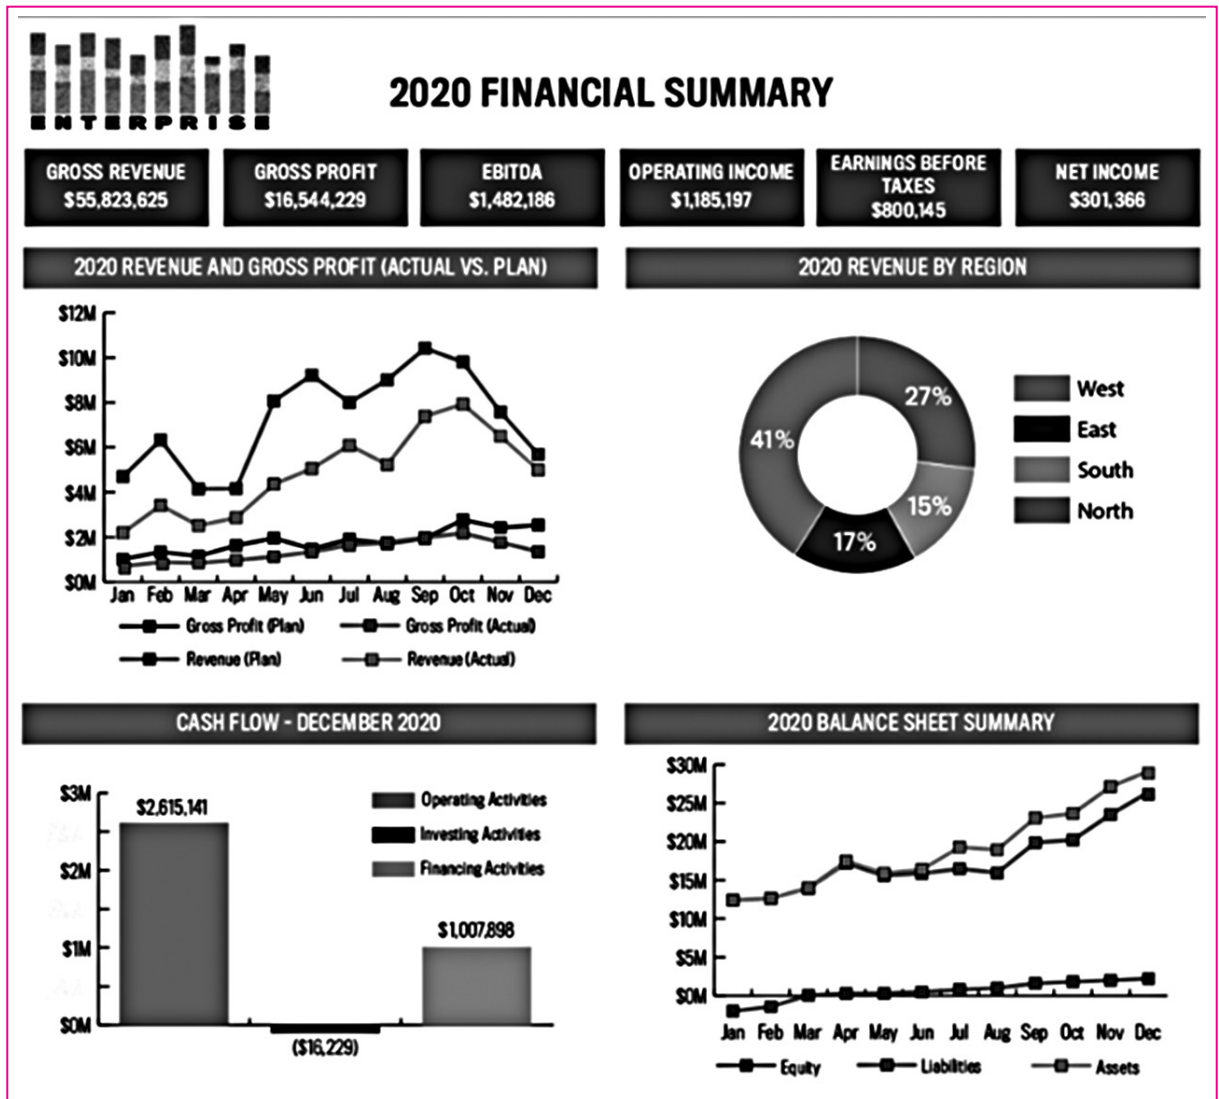 ENTERPRISE
2020 FINANCIAL SUMMARY
GROSS REVENUE
$55,823,625
GROSS PROFIT
$16,544,229
EBITDA
$1,482,186
OPERATING INCOME
$1,185,197
EARNINGS BEFORE
TAXES
$800,145
NET INCOME
$301,366
2020 REVENUE AND GROSS PROFIT (ACTUAL VS. PLAN)
$12M
$10M
$8M
$6M
$4M
$2M
$0M
Jan Feb Mar Apr May Jun Jul Aug Sep Oct Nov Dec
Gross Profit (Plan) Gross Profit (Actual)
Revenue (Plan) Revenue (Actual)
2020 REVENUE BY REGION
27%
41%
15%
17%
West
East
South
North
CASH FLOW - DECEMBER 2020
$3M
$2M
$1M
$0M
$2,615,141
($16,229)
$1,007,898
Operating Activities
Investing Activities
Financing Activities
2020 BALANCE SHEET SUMMARY
$30M
$25M
$20M
$15M
$10M
$5M
$0M
Jan Feb Mar Apr May Jun Jul Aug Sep Oct Nov Dec
Equity Liabilities Assets